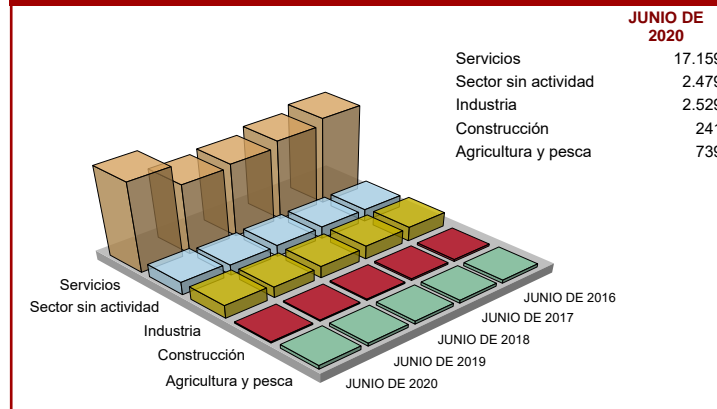 JUNIO DE
2020
Servicios 17.159
Sector sin actividad 2.479
Industria 2.529
Construcción 241
Agricultura y pesca 739
Servicios
Sector sin actividad
Industria
Construcción
Agricultura y pesca
JUNIO DE 2016
JUNIO DE 2017
JUNIO DE 2018
JUNIO DE 2019
JUNIO DE 2020